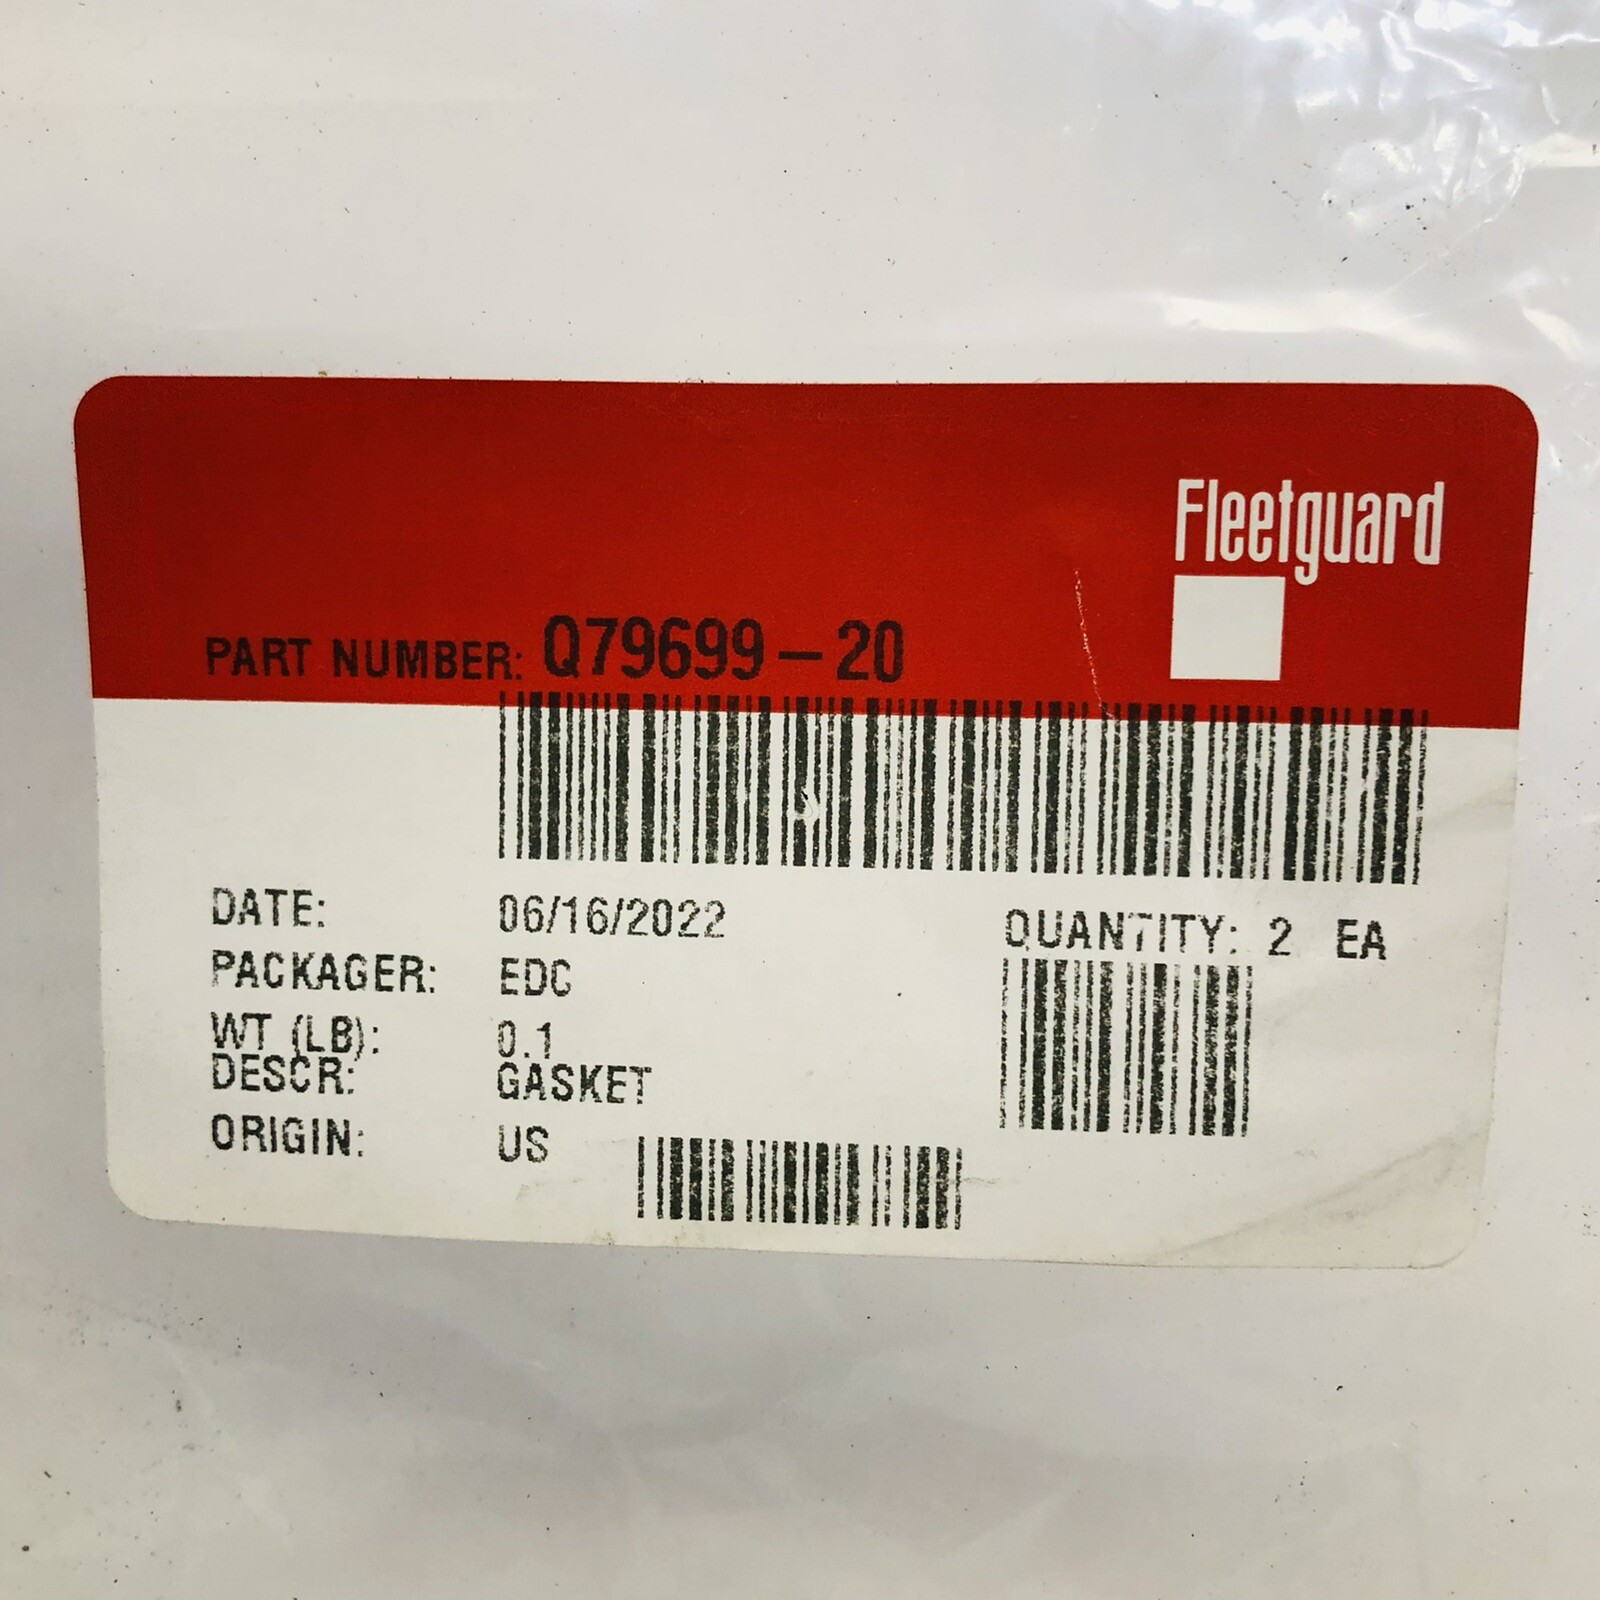 Fleetguard
PART NUMBER: Q79699-20
DATE: 06/16/2022
QUANTITY: 2 EA
PACKAGER: EDC
WT (LB): 0.1
DESCR: GASKET
ORIGIN: US